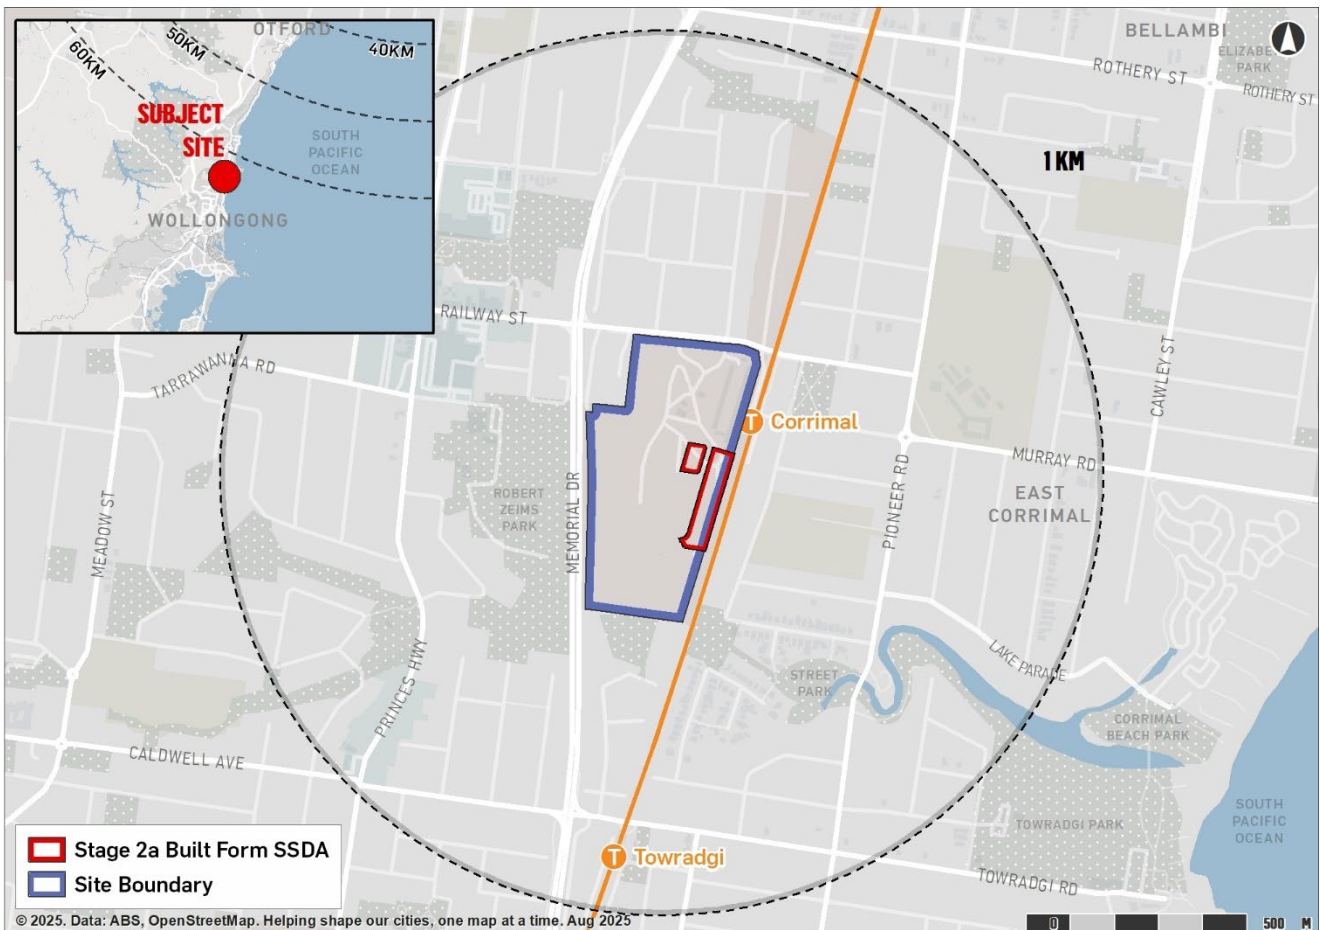 OTFORD
40KM
50KM
60KM
SUBJECT
SITE
SOUTH
PACIFIC
OCEAN
WOLLONGONG
BELLAMBI
ELIZABE
PARK
ROTHERY ST
ROTHERY ST
1KM
RAILWAY ST
TARRAWANNA RD
T Corrimal
CAWLEY ST
MURRAY RD
EAST
CORRIMAL
PIONEER RD
ROBERT
ZEIMS
PARK
MEMORIAL DR
MEADOW ST
PRINCES HWY
LAKE PARADE
STREET
PARK
CORRIMAL
BEACH PARK
CALDWELL AVE
TOWRADGI PARK
SOUTH
PACIFIC
OCEAN
T Towradgi
TOWRADGI RD
Stage 2a Built Form SSDA
Site Boundary
© 2025. Data: ABS, OpenStreetMap. Helping shape our cities, one map at a time. Aug 2025
0 500 M